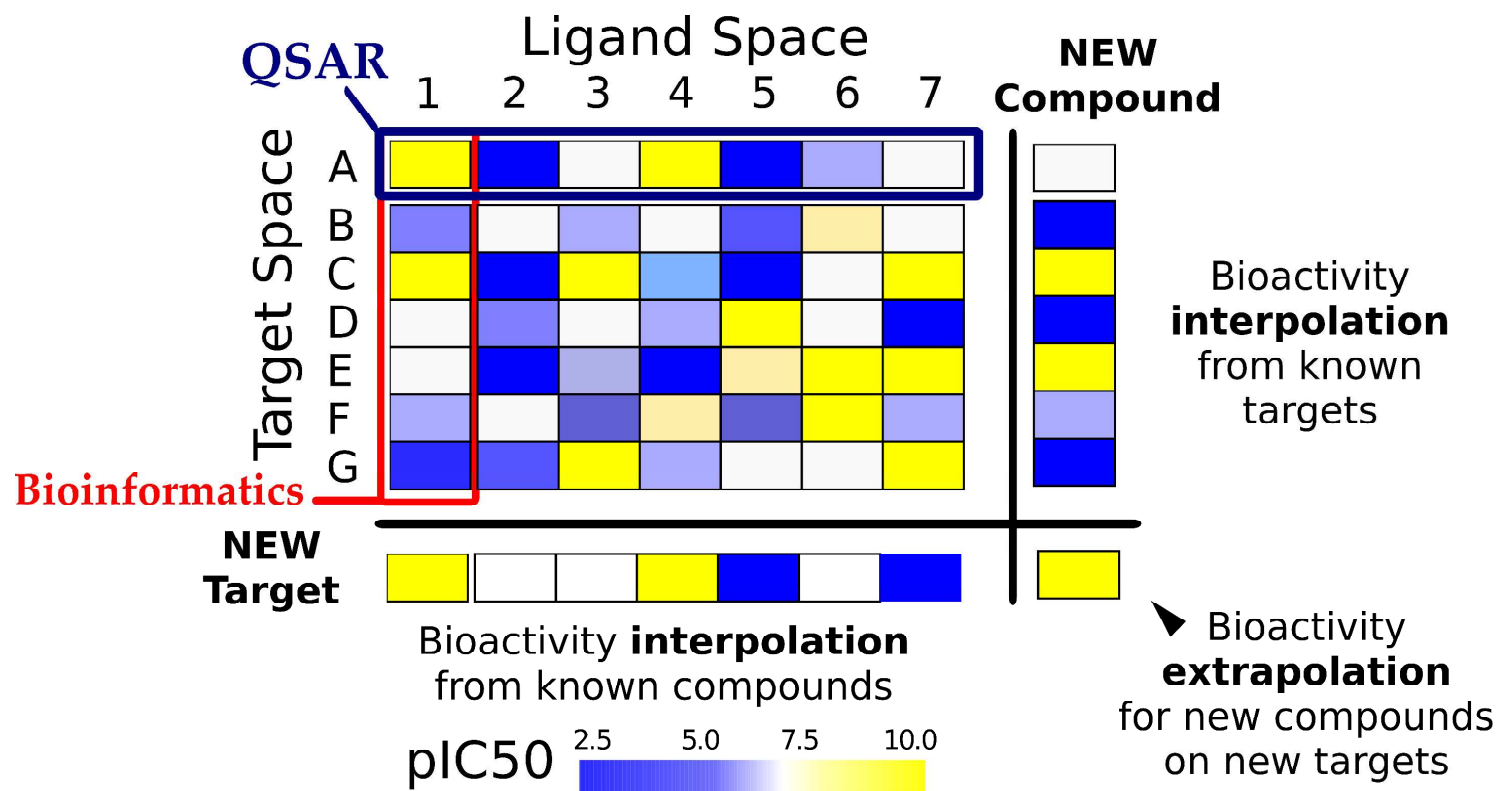 Ligand Space
QSAR
1 2 3 4 5 6 7
NEW
Compound
Target Space
A
B
C
D
E
F
G
Bioactivity
interpolation
from known
targets
Bioinformatics
NEW
Target
Bioactivity interpolation
from known compounds
Bioactivity
extrapolation
for new compounds
on new targets
pIC50
2.5 5.0 7.5 10.0